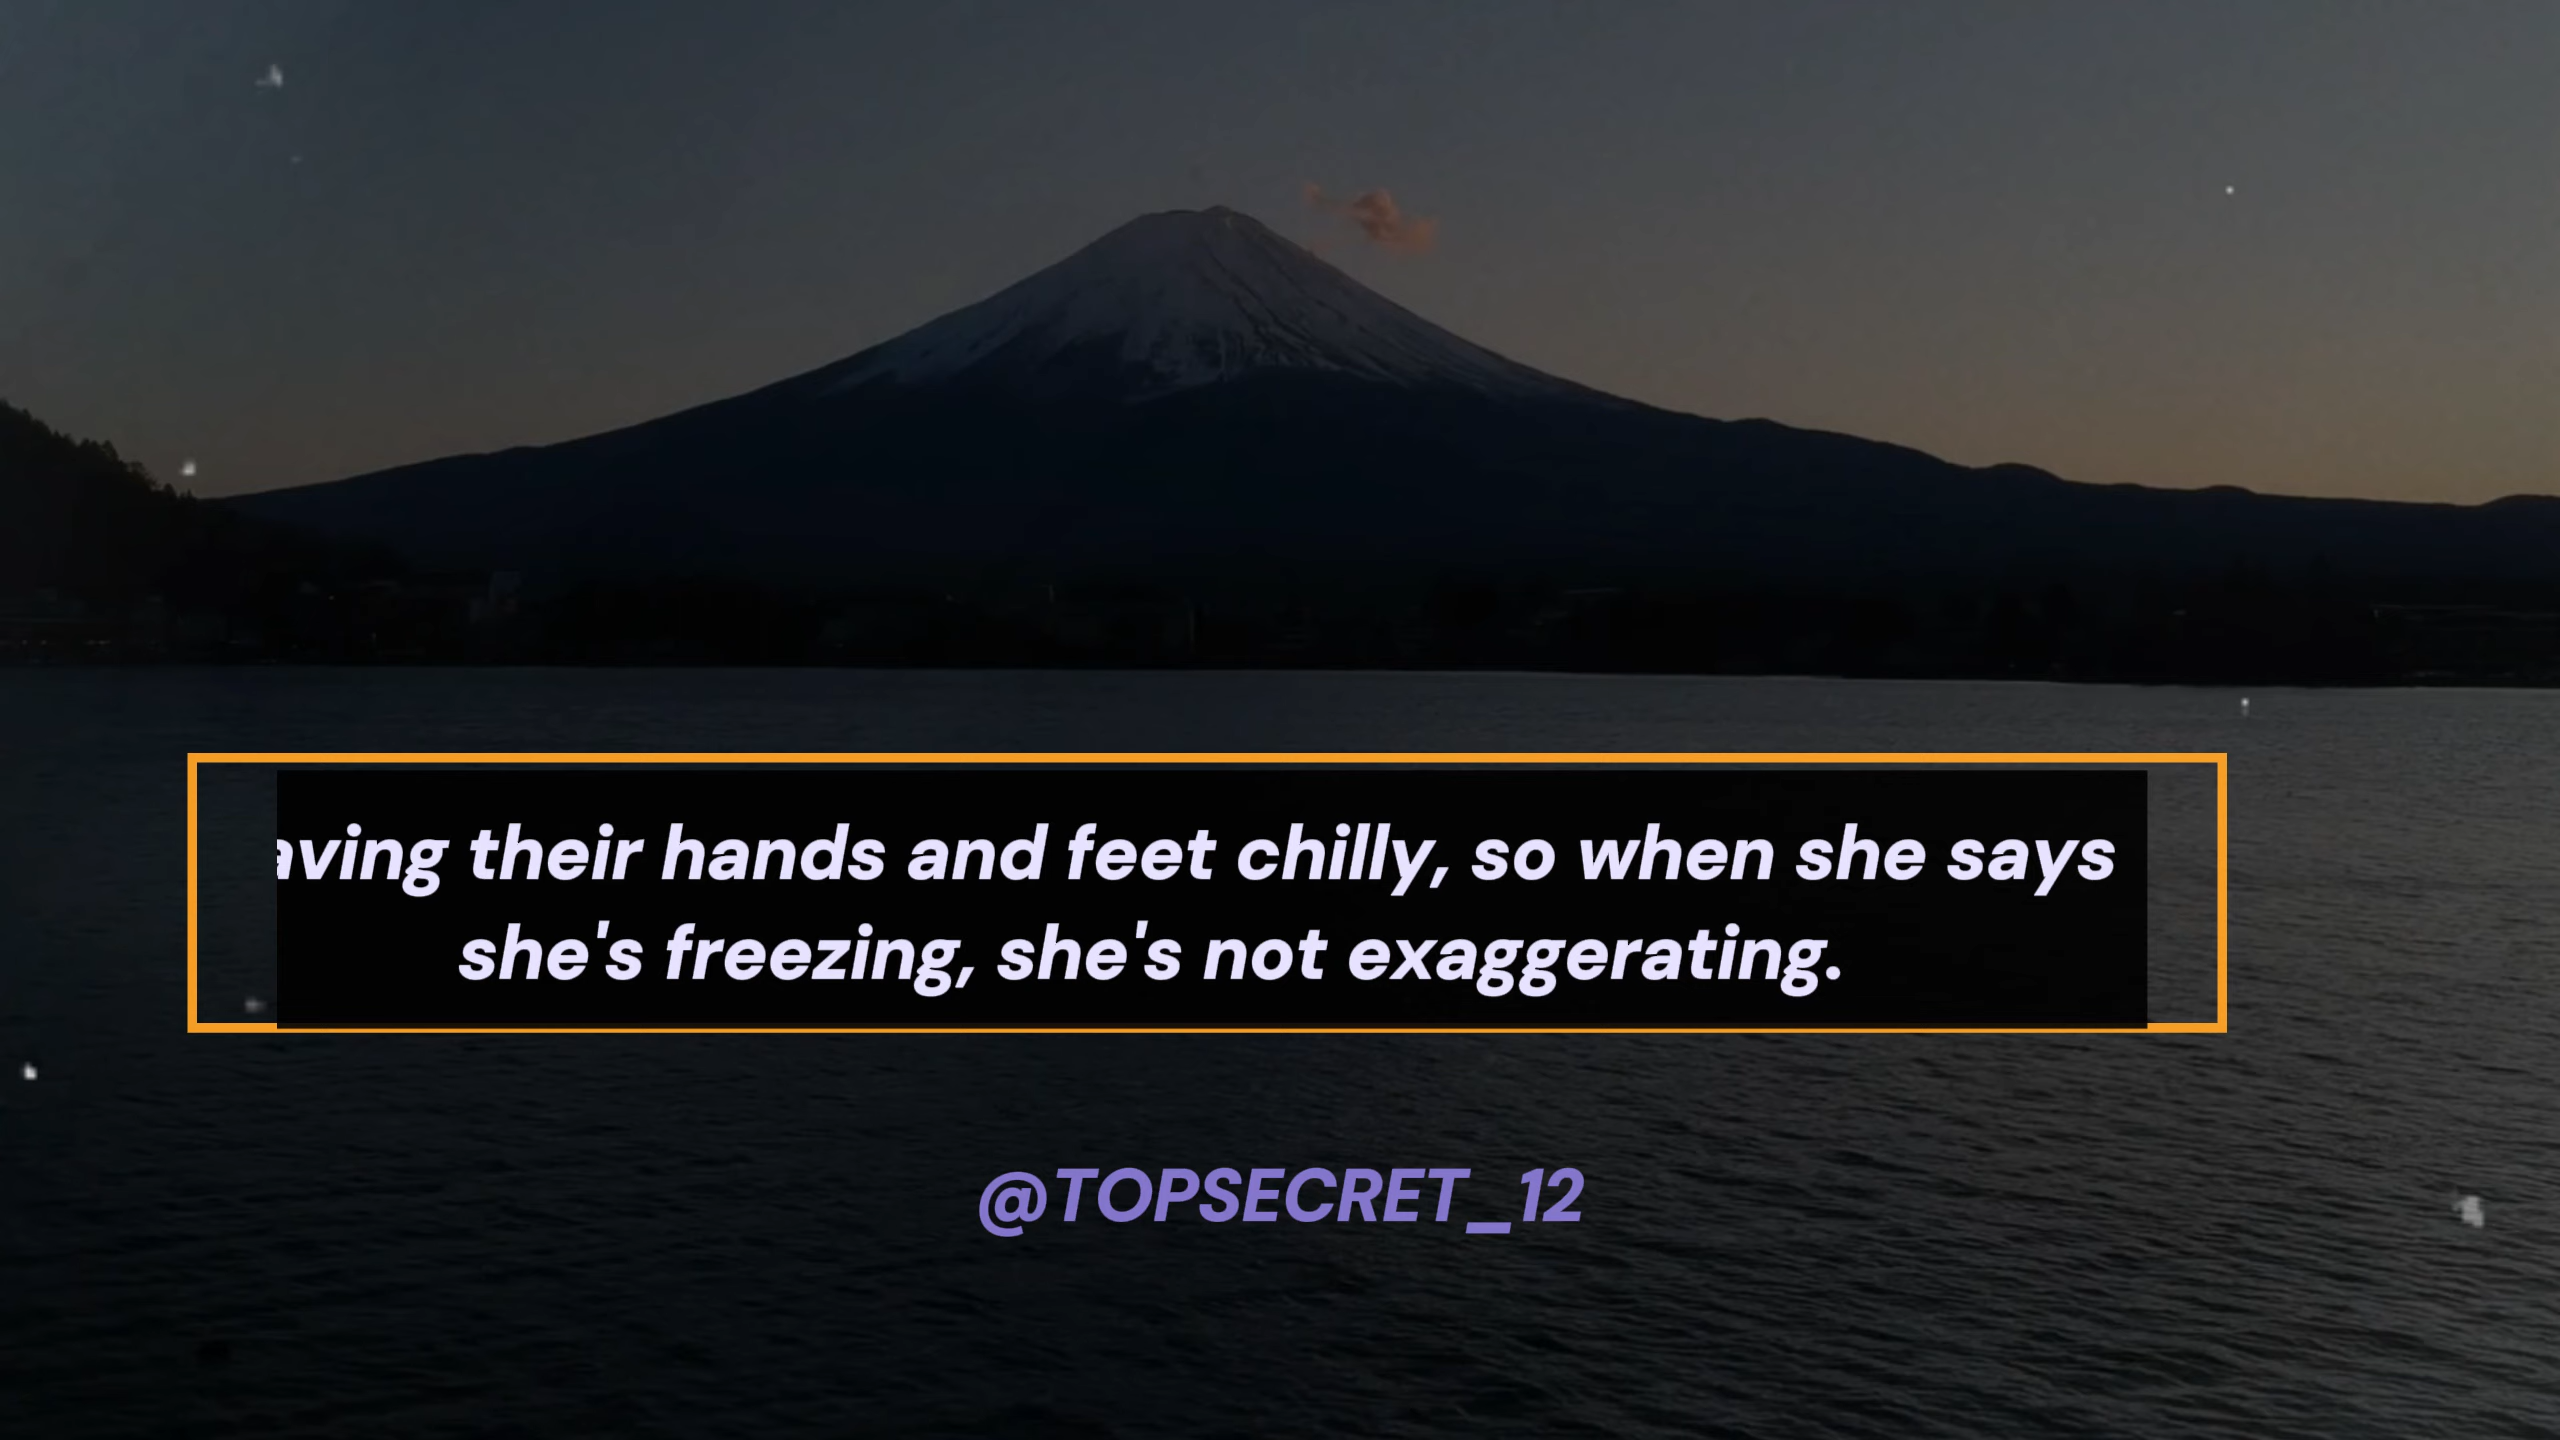 aving their hands and feet chilly, so when she says
she's freezing, she's not exaggerating.
@TOPSECRET_12